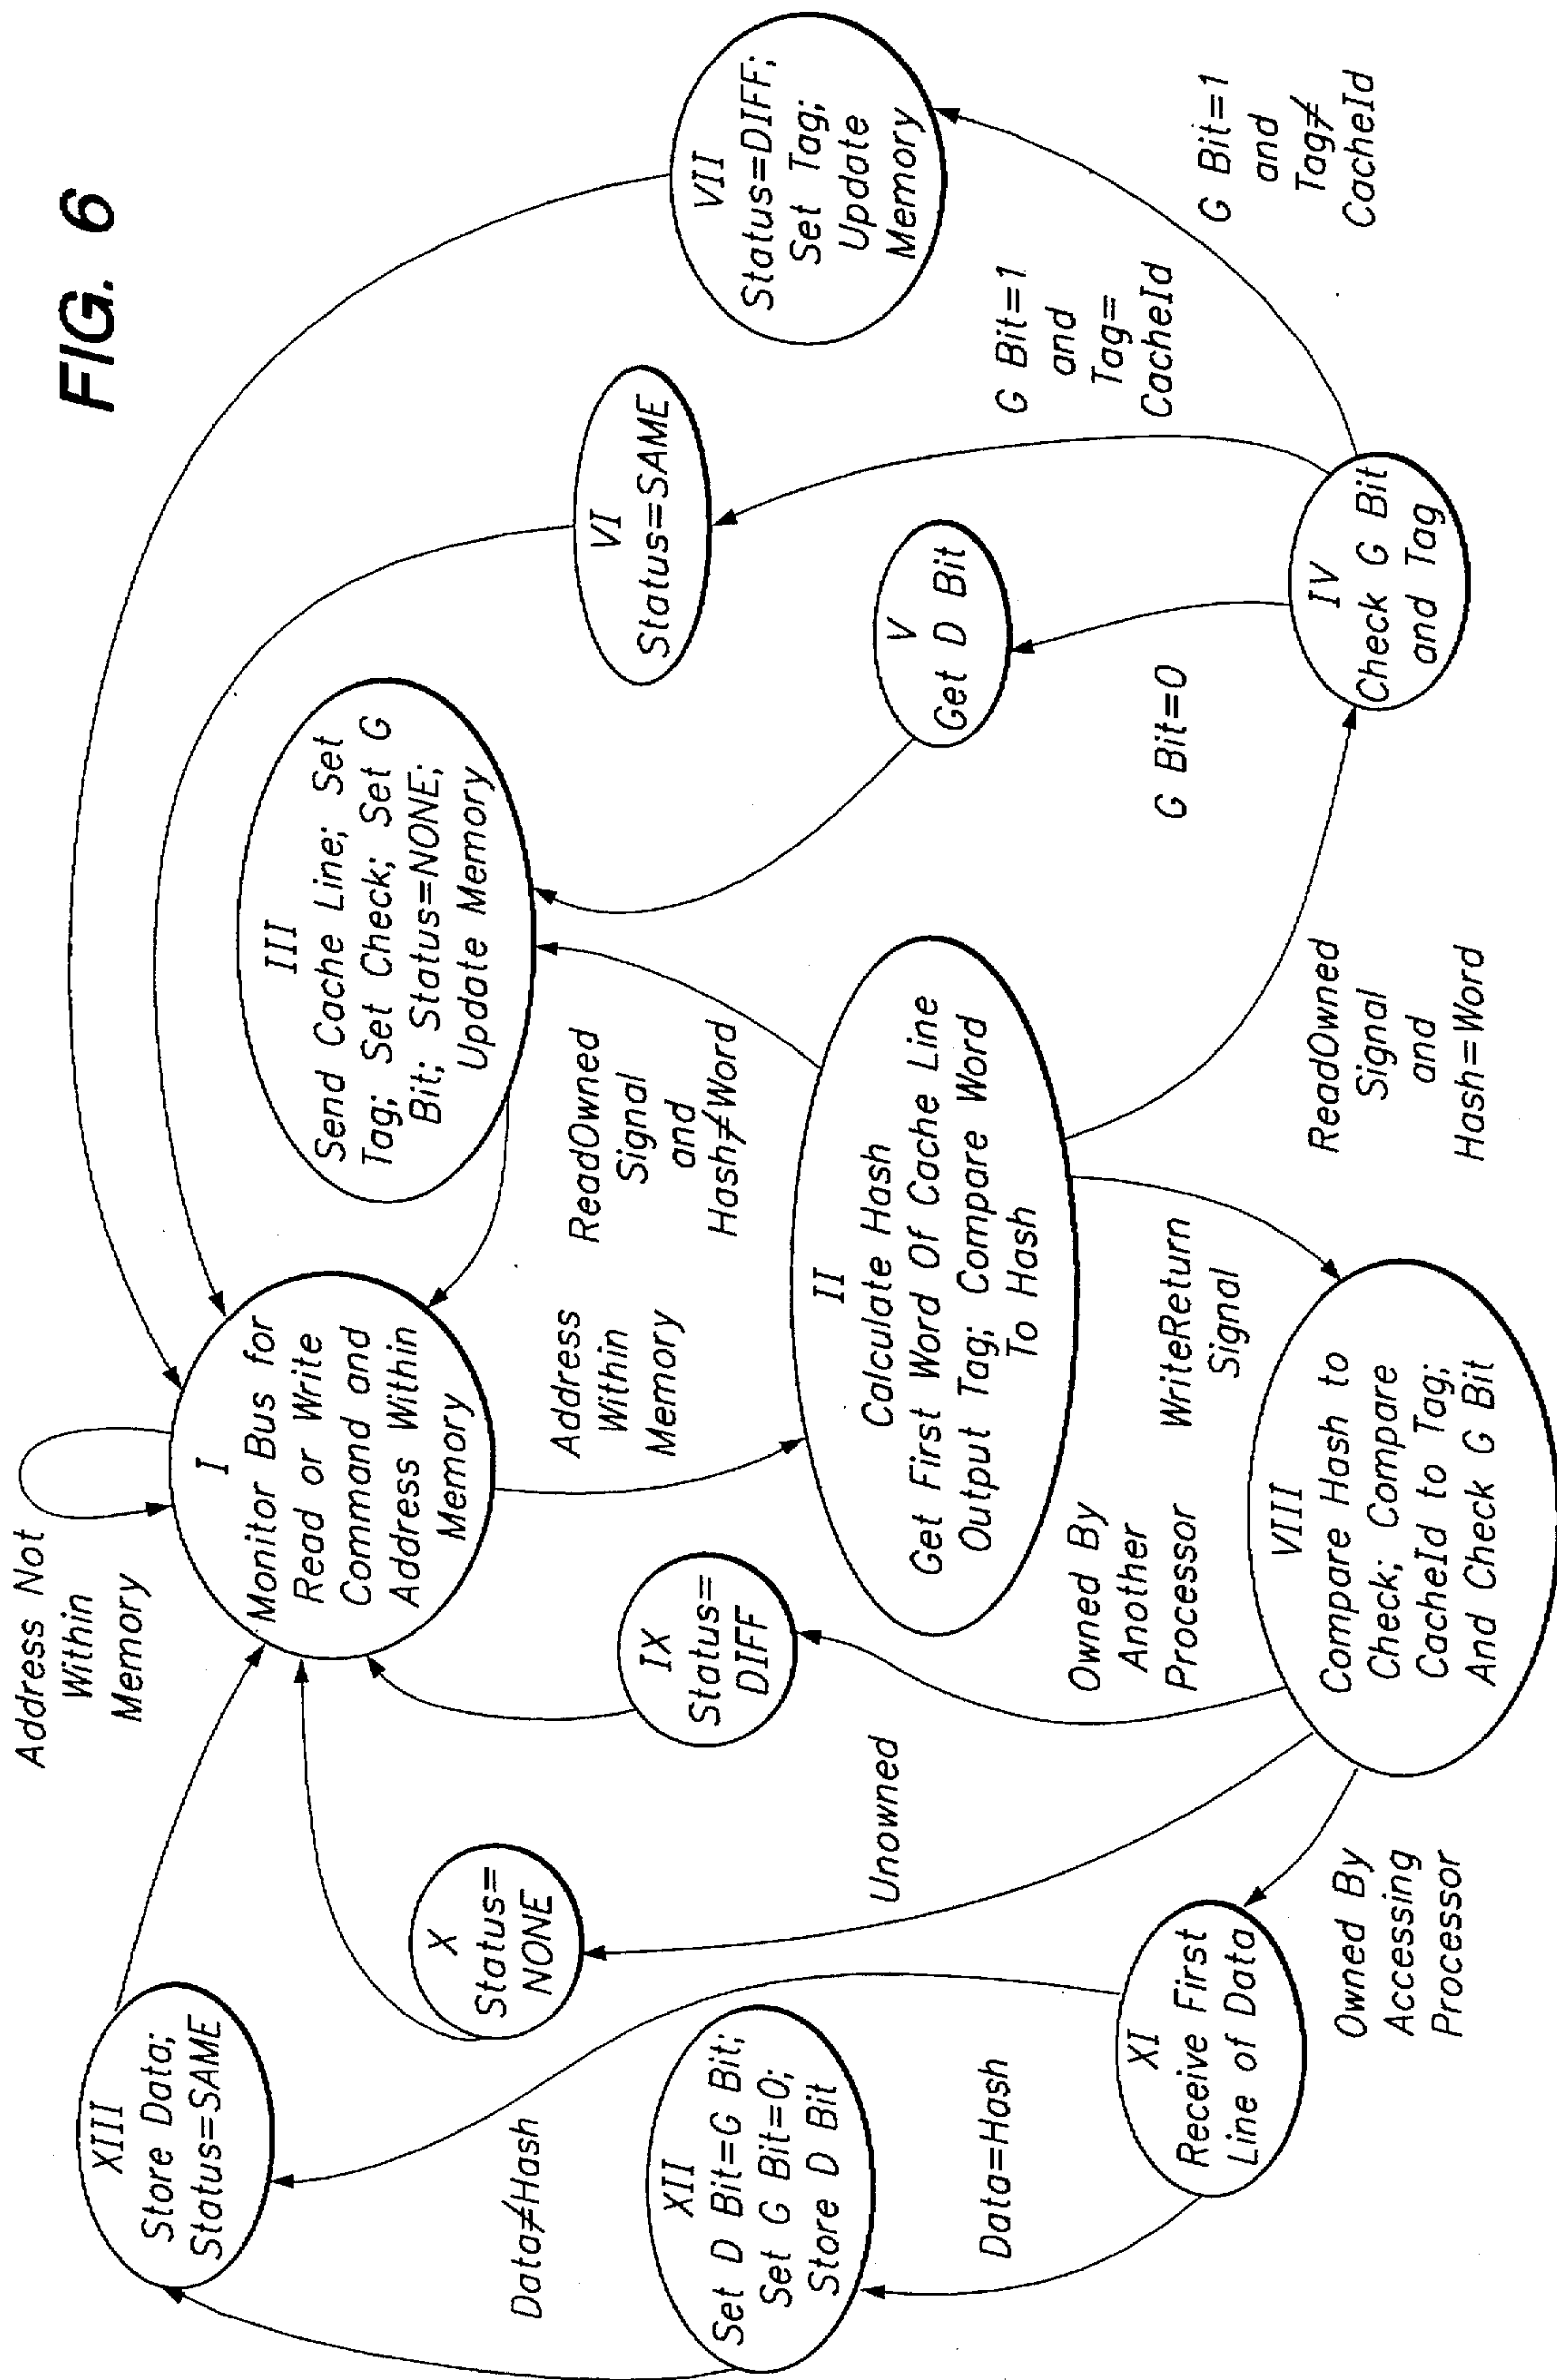 FIG. 6
Address Not
Within
Memory
I
Monitor Bus for
Read or Write
Command and
Address Within
Memory
XIII
Store Data;
Status=SAME
III
Send Cache Line; Set
Tag; Set Check; Set G
Bit; Status=NONE;
Update Memory
VII
Status=DIFF;
Set Tag;
Update
Memory
VI
Status=SAME
X
Status=
NONE
IX
Status=
DIFF
Address
Within
Memory
ReadOwned
Signal
and
Hash≠Word
Data≠Hash
XII
Set D Bit=G Bit;
Set G Bit=0;
Store D Bit
II
Calculate Hash
Get First Word Of Cache Line
Output Tag; Compare Word
To Hash
V
Get D Bit
G Bit=1
and
Tag=
CacheId
G Bit=1
and
Tag≠
CacheId
Unowned
Owned By
Another
Processor
WriteReturn
Signal
G Bit=0
Data=Hash
XI
Receive First
Line of Data
Owned By
Accessing
Processor
VIII
Compare Hash to
Check; Compare
CacheId to Tag;
And Check G Bit
ReadOwned
Signal
and
Hash=Word
IV
Check G Bit
and Tag